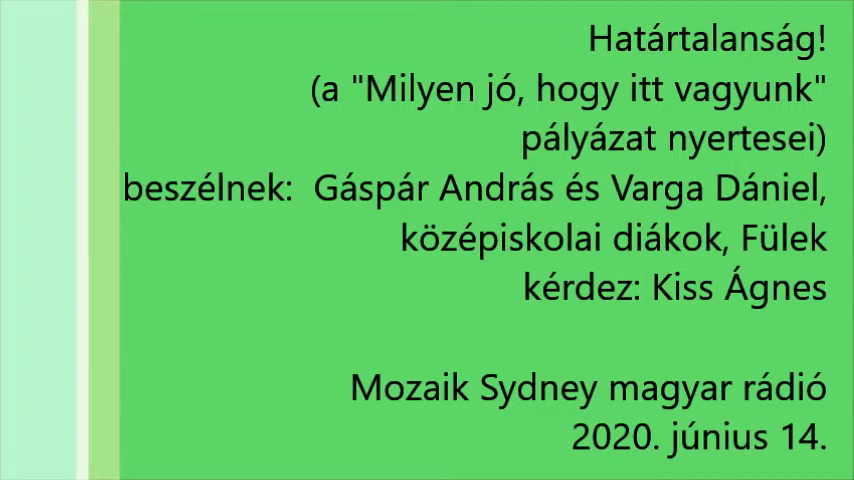 Határtalanság!
(a "Milyen jó, hogy itt vagyunk"
pályázat nyertesei)
beszélnek:  Gáspár András és Varga Dániel,
középiskolai diákok, Fülek
kérdez: Kiss Ágnes
Mozaik Sydney magyar rádió
2020. június 14.